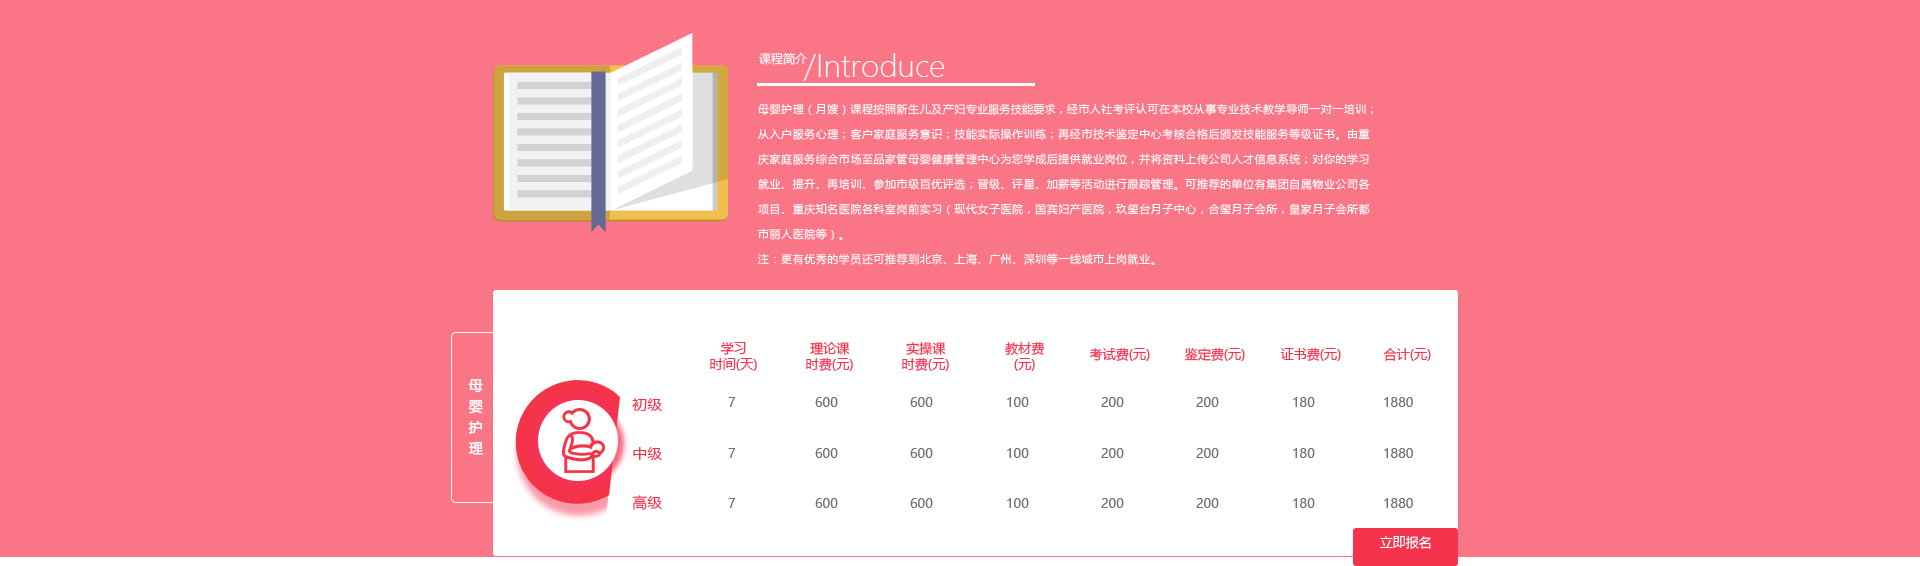 课程简介/Introduce
母婴护理（月嫂）课程按照新生儿及产妇专业服务技能要求，经市人社考评认可在本校从事专业技术教学导师一对一培训；
从入户服务心理；客户家庭服务意识；技能实际操作训练；再经市技术鉴定中心考核合格后颁发技能服务等级证书。由重
庆家庭服务综合市场至品家管母婴健康管理中心为您学成后提供就业岗位，并将资料上传公司人才信息系统；对你的学习
就业、提升、再培训、参加市级百优评选；晋级、评星、加薪等活动进行跟踪管理。可推荐的单位有集团自属物业公司各
项目、重庆知名医院各科室岗前实习（现代女子医院，国宾妇产医院，玖玺台月子中心，合玺月子会所，皇家月子会所都
市丽人医院等）。
注：更有优秀的学员还可推荐到北京、上海、广州、深圳等一线城市上岗就业。
母婴护理
学习时间(天) 理论课时费(元) 实操课时费(元) 教材费(元) 考试费(元) 鉴定费(元) 证书费(元) 合计(元)
初级 7 600 600 100 200 200 180 1880
中级 7 600 600 100 200 200 180 1880
高级 7 600 600 100 200 200 180 1880
立即报名